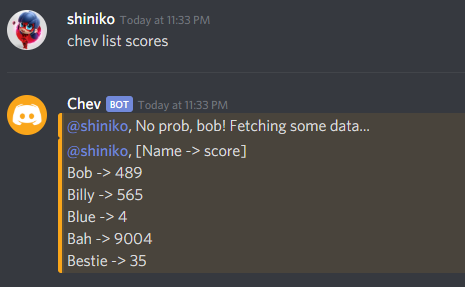 shiniko Today at 11:33 PM
chev list scores
Chev BOT Today at 11:33 PM
@shiniko, No prob, bob! Fetching some data...
@shiniko, [Name -> score]
Bob -> 489
Billy -> 565
Blue -> 4
Bah -> 9004
Bestie -> 35